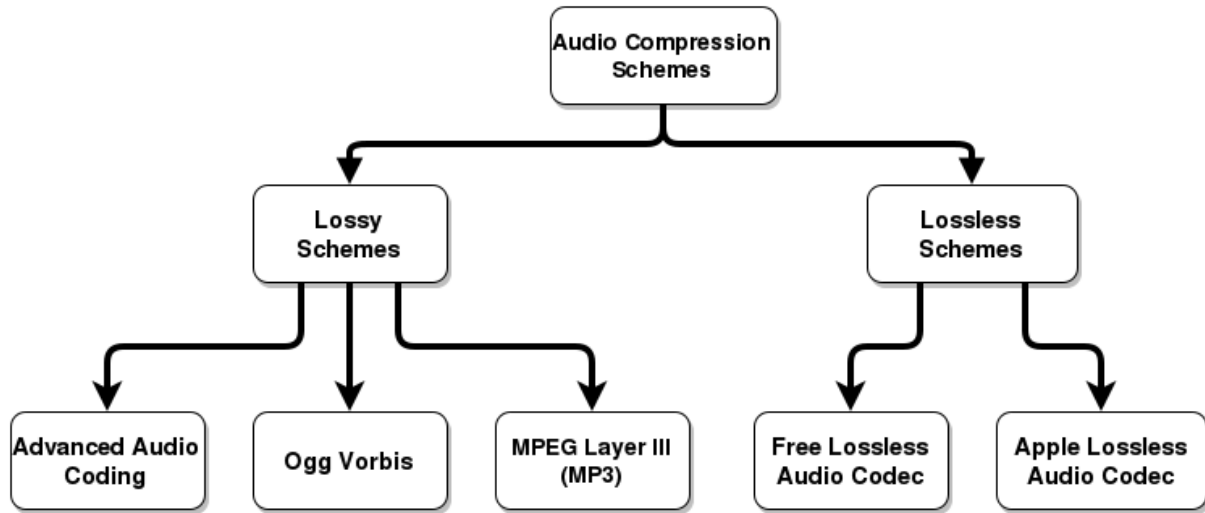 Audio Compression
Schemes
Lossy
Schemes
Lossless
Schemes
Advanced Audio
Coding
Ogg Vorbis
MPEG Layer III
(MP3)
Free Lossless
Audio Codec
Apple Lossless
Audio Codec